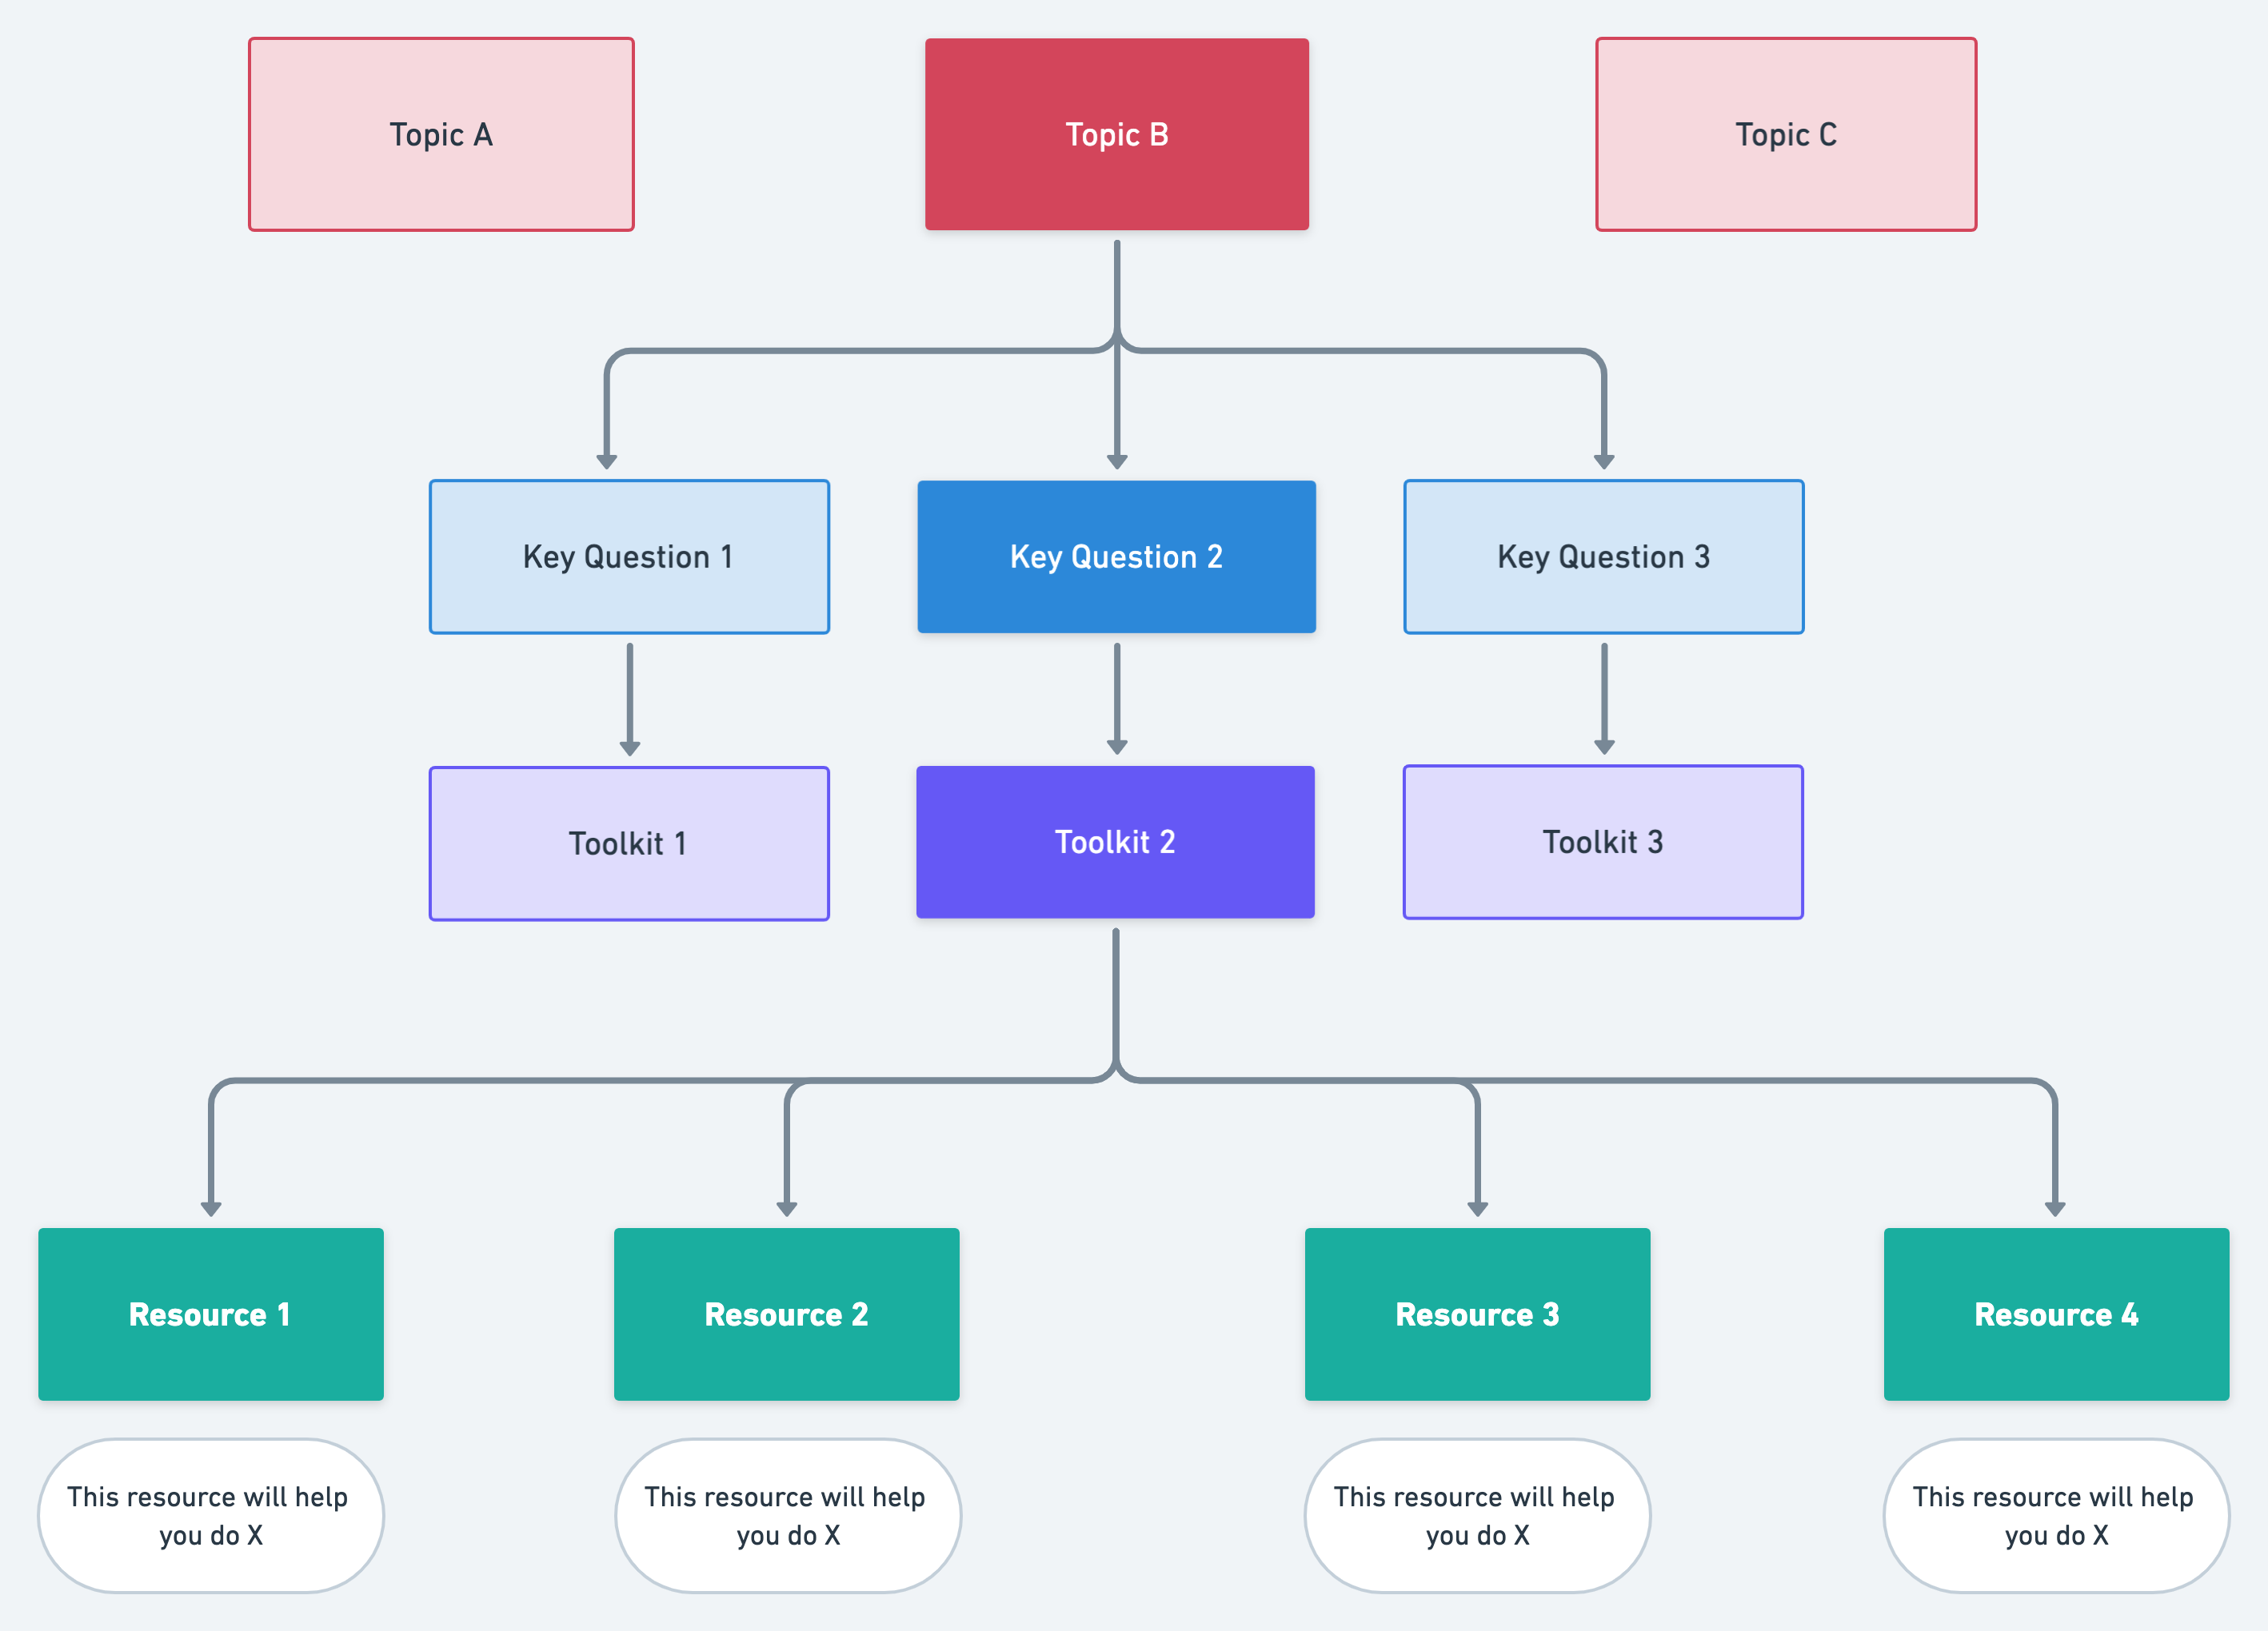 Topic A
Topic B
Topic C
Key Question 1
Key Question 2
Key Question 3
Toolkit 1
Toolkit 2
Toolkit 3
Resource 1
Resource 2
Resource 3
Resource 4
This resource will help
you do X
This resource will help
you do X
This resource will help
you do X
This resource will help
you do X